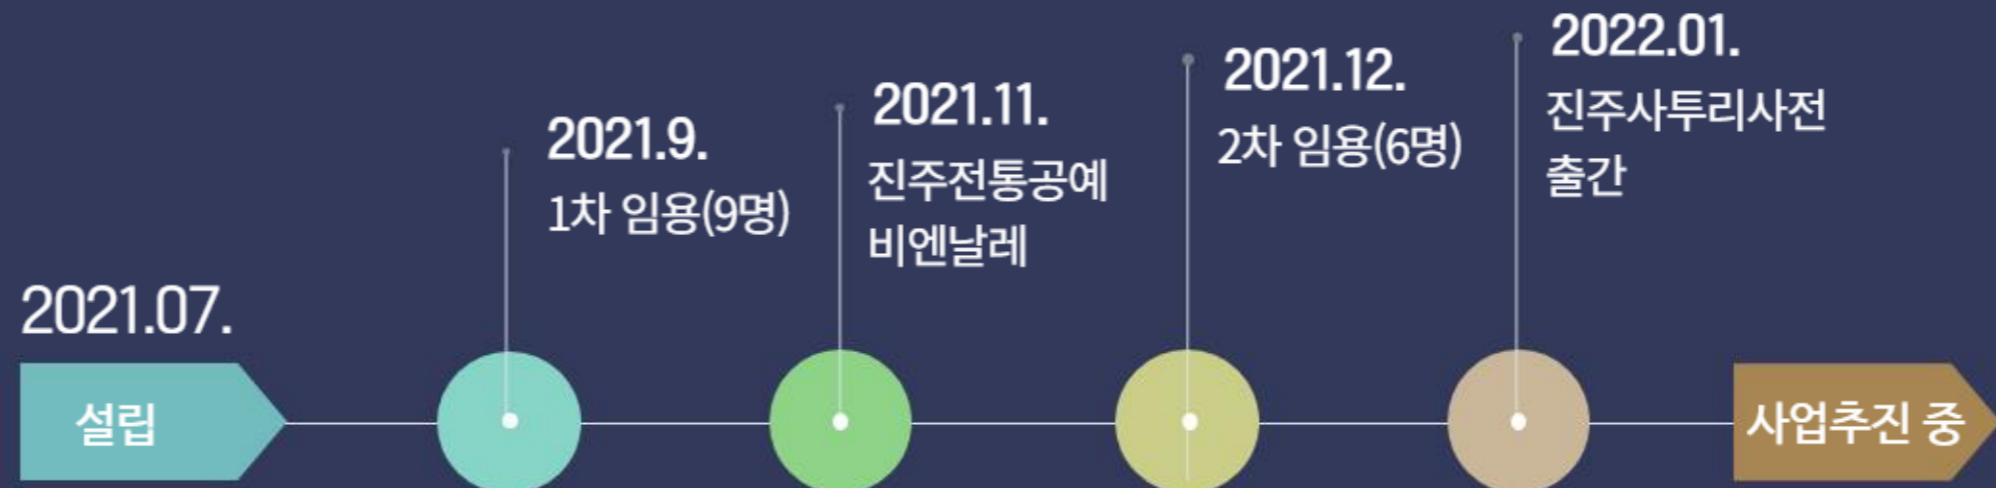 2021.07.
설립
2021.9.
1차 임용(9명)
2021.11.
진주전통공예
비엔날레
2021.12.
2차 임용(6명)
2022.01.
진주사투리사전
출간
사업추진 중